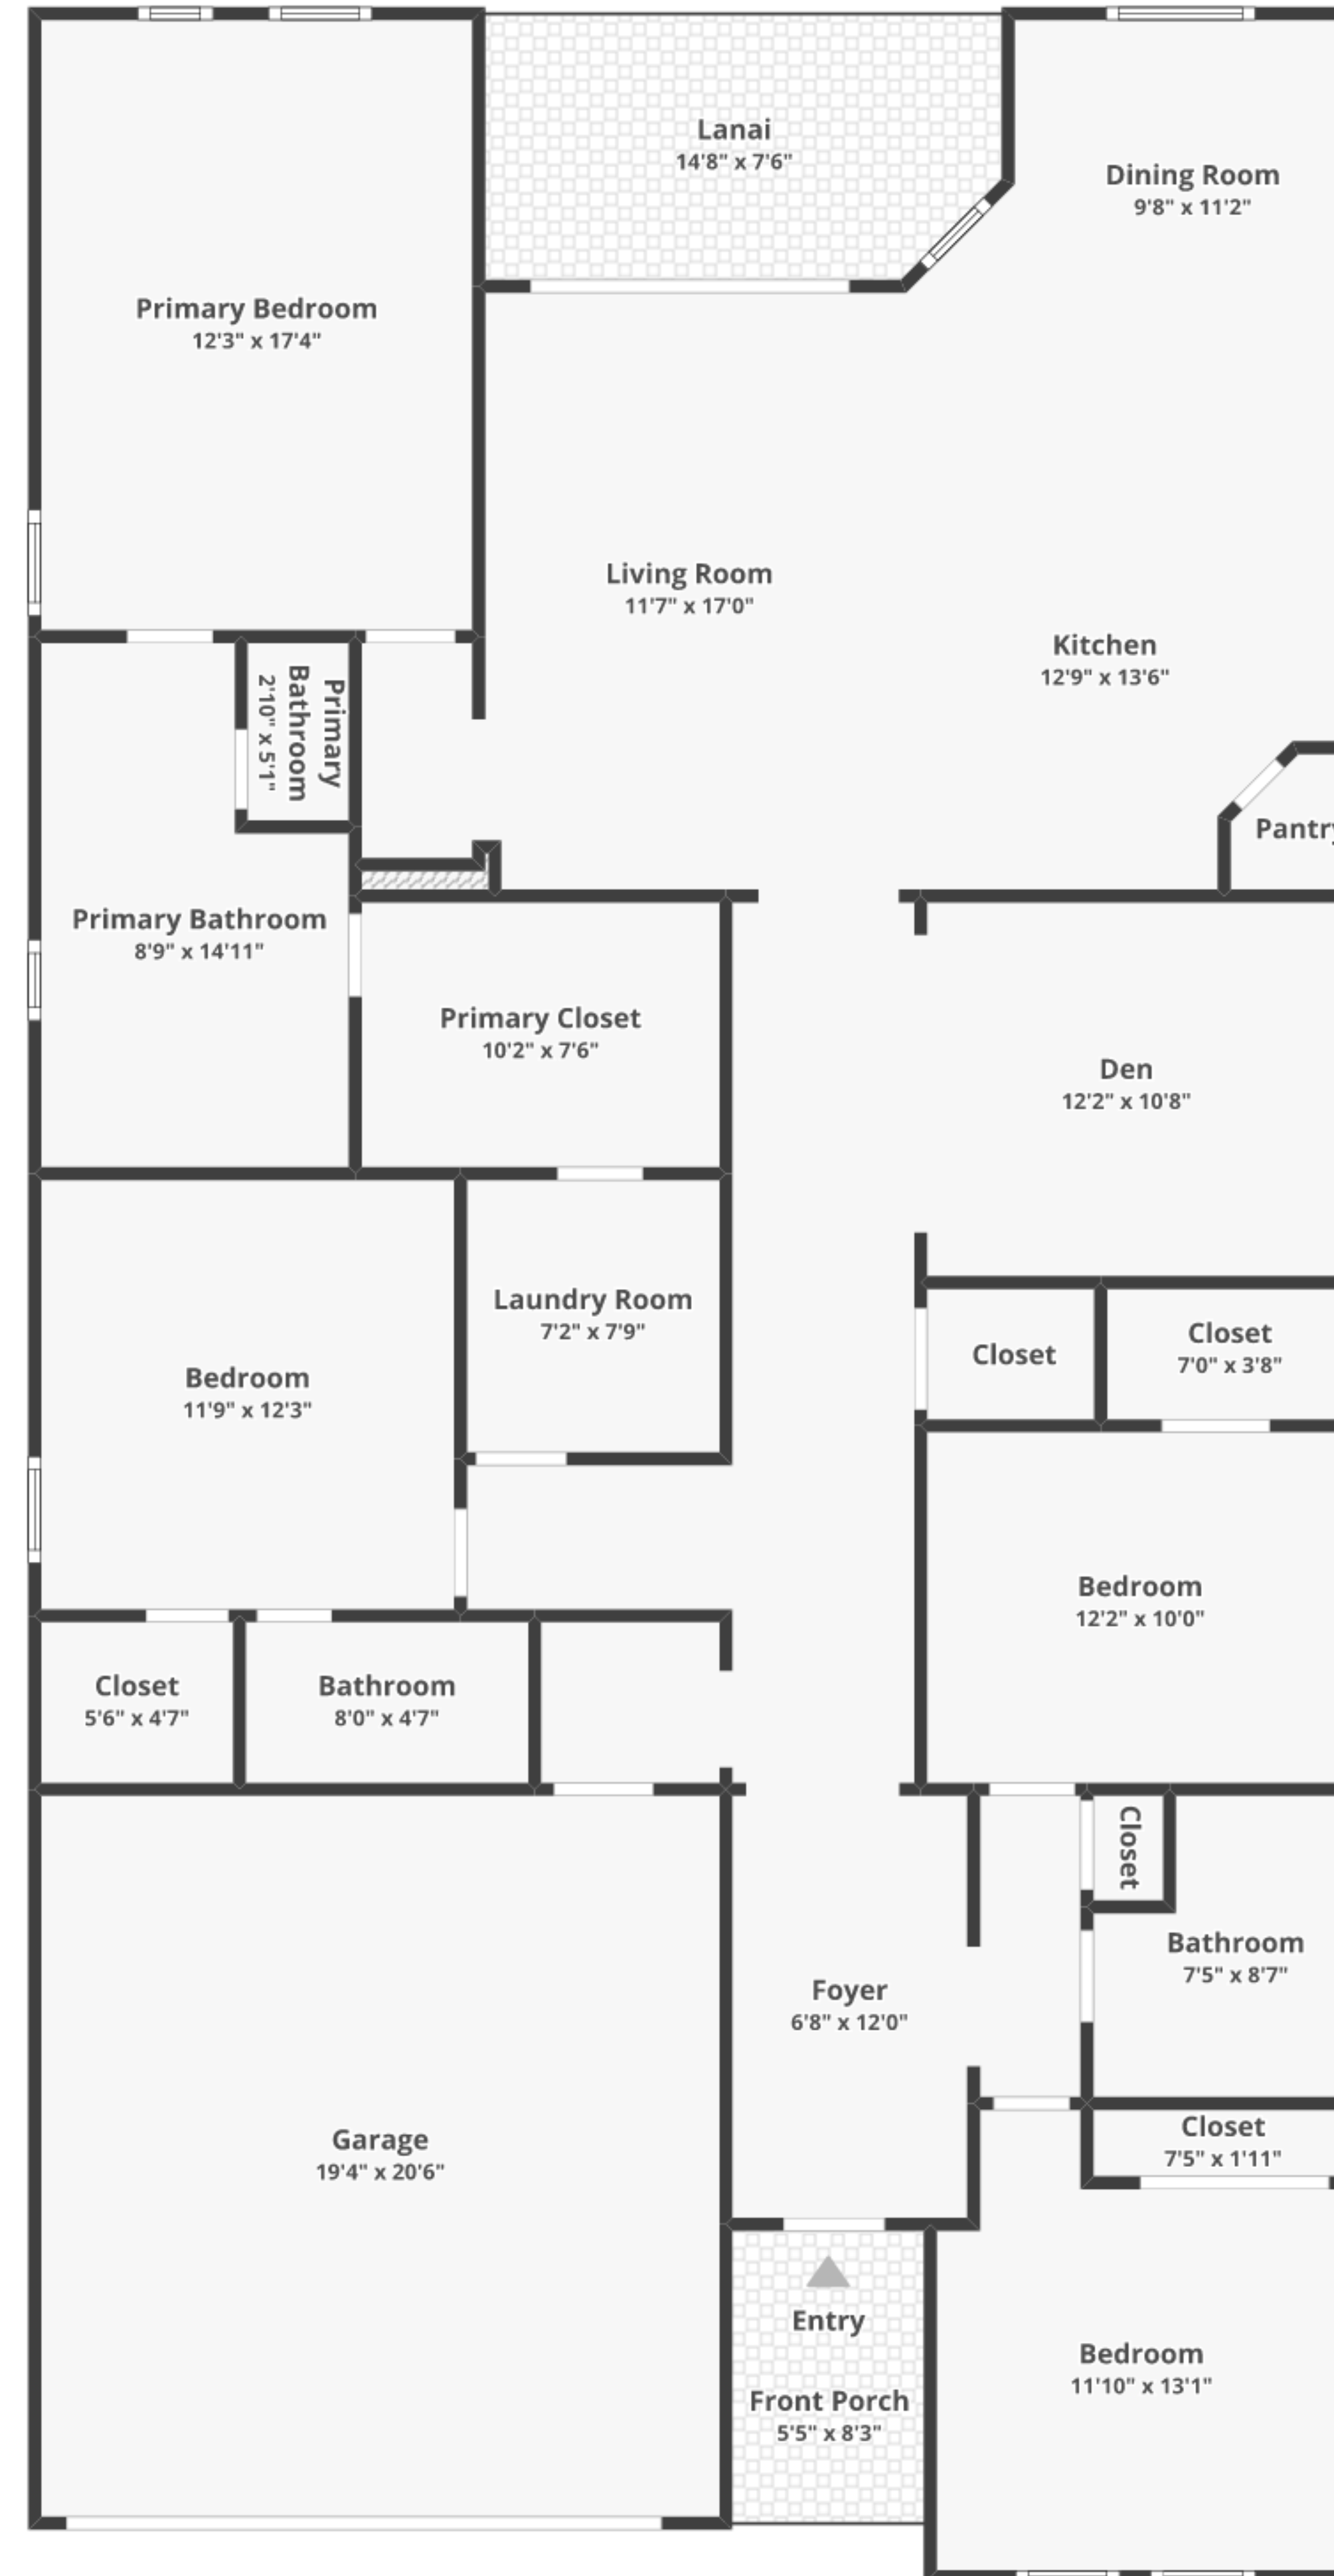 Lanai
14'8" x 7'6"
Dining Room
9'8" x 11'2"
Primary Bedroom
12'3" x 17'4"
Living Room
11'7" x 17'0"
Kitchen
12'9" x 13'6"
Primary
Bathroom
2'10" x 5'1"
Pantry
Primary Bathroom
8'9" x 14'11"
Primary Closet
10'2" x 7'6"
Den
12'2" x 10'8"
Laundry Room
7'2" x 7'9"
Closet
Closet
7'0" x 3'8"
Bedroom
11'9" x 12'3"
Bedroom
12'2" x 10'0"
Closet
5'6" x 4'7"
Bathroom
8'0" x 4'7"
Closet
Bathroom
7'5" x 8'7"
Foyer
6'8" x 12'0"
Garage
19'4" x 20'6"
Closet
7'5" x 1'11"
Entry
Front Porch
5'5" x 8'3"
Bedroom
11'10" x 13'1"